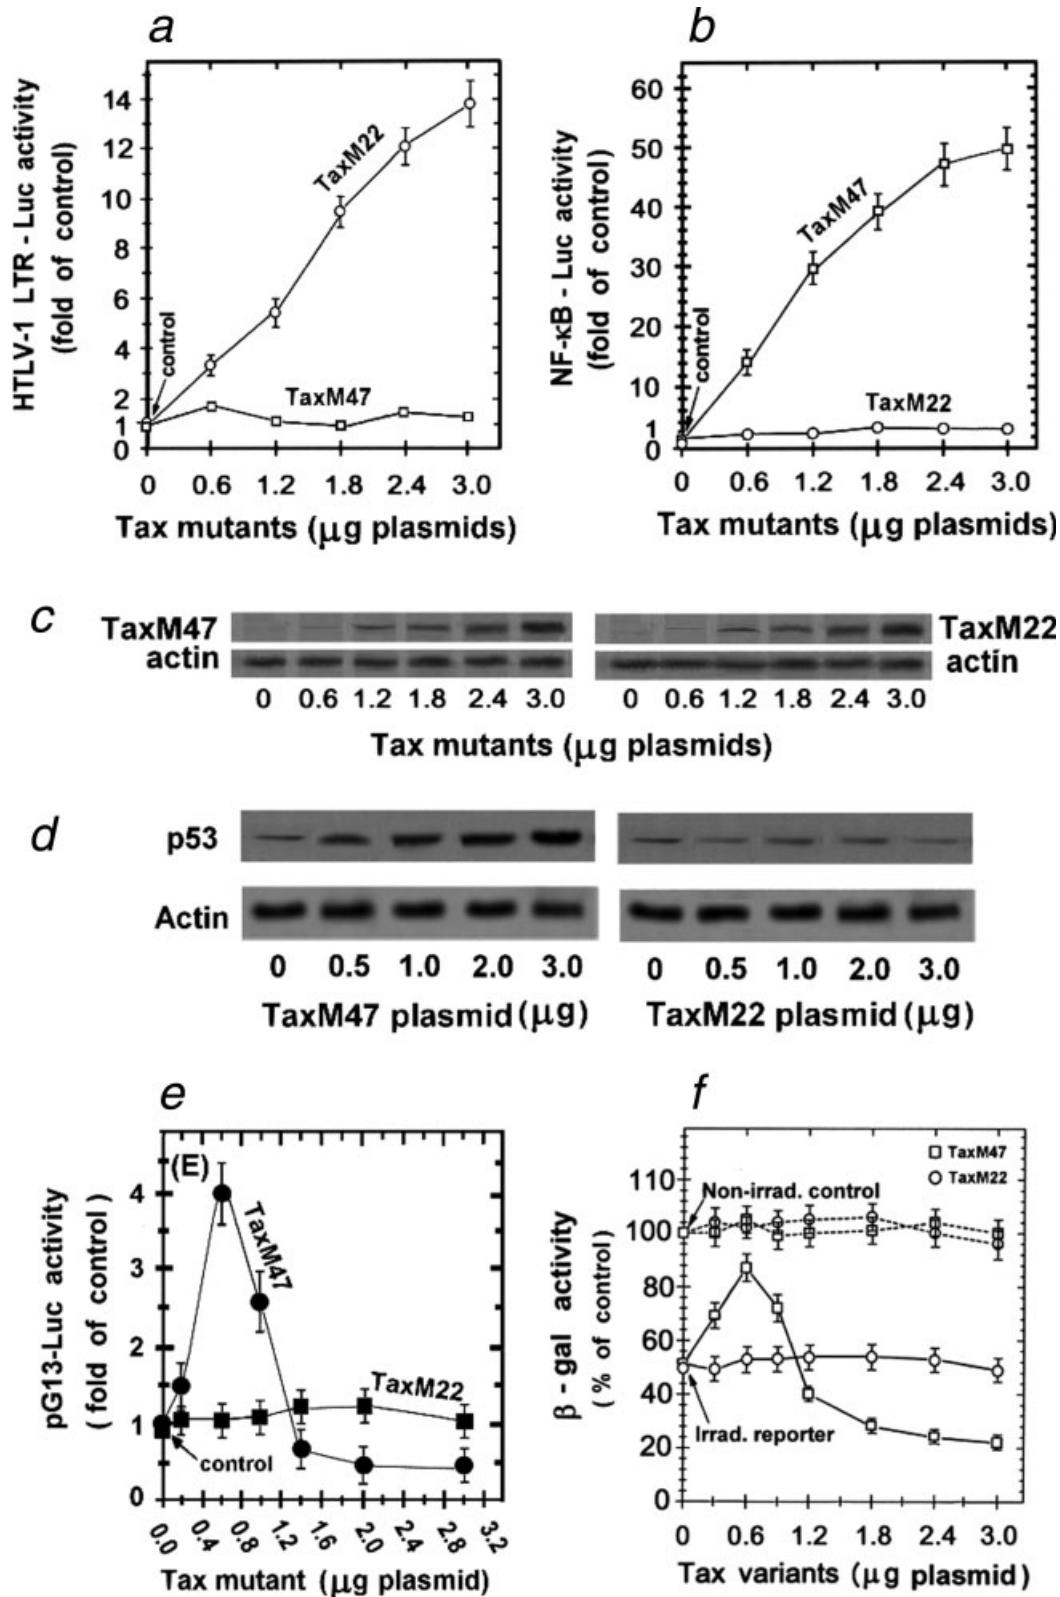 a
HTLV-1 LTR - Luc activity
(fold of control)
14
12
10
8
6
4
2
1
0
TaxM22
control
TaxM47
0 0.6 1.2 1.8 2.4 3.0
Tax mutants (μg plasmids)
b
NF-κB - Luc activity
(fold of control)
60
50
40
30
20
10
1
0
TaxM47
control
TaxM22
0 0.6 1.2 1.8 2.4 3.0
Tax mutants (μg plasmids)
c
TaxM47
actin
TaxM22
actin
0 0.6 1.2 1.8 2.4 3.0
0 0.6 1.2 1.8 2.4 3.0
Tax mutants (μg plasmids)
d
p53
Actin
0 0.5 1.0 2.0 3.0
0 0.5 1.0 2.0 3.0
TaxM47 plasmid (μg)
TaxM22 plasmid (μg)
e
(E)
pG13-Luc activity
( fold of control )
4
3
2
1
0
TaxM47
TaxM22
control
0.0 0.4 0.8 1.2 1.6 2.0 2.4 2.8 3.2
Tax mutant (μg plasmid)
f
β - gal activity
( % of control)
110
100
80
60
40
20
0
TaxM47
TaxM22
Non-irrad. control
Irrad. reporter
0 0.6 1.2 1.8 2.4 3.0
Tax variants (μg plasmid)